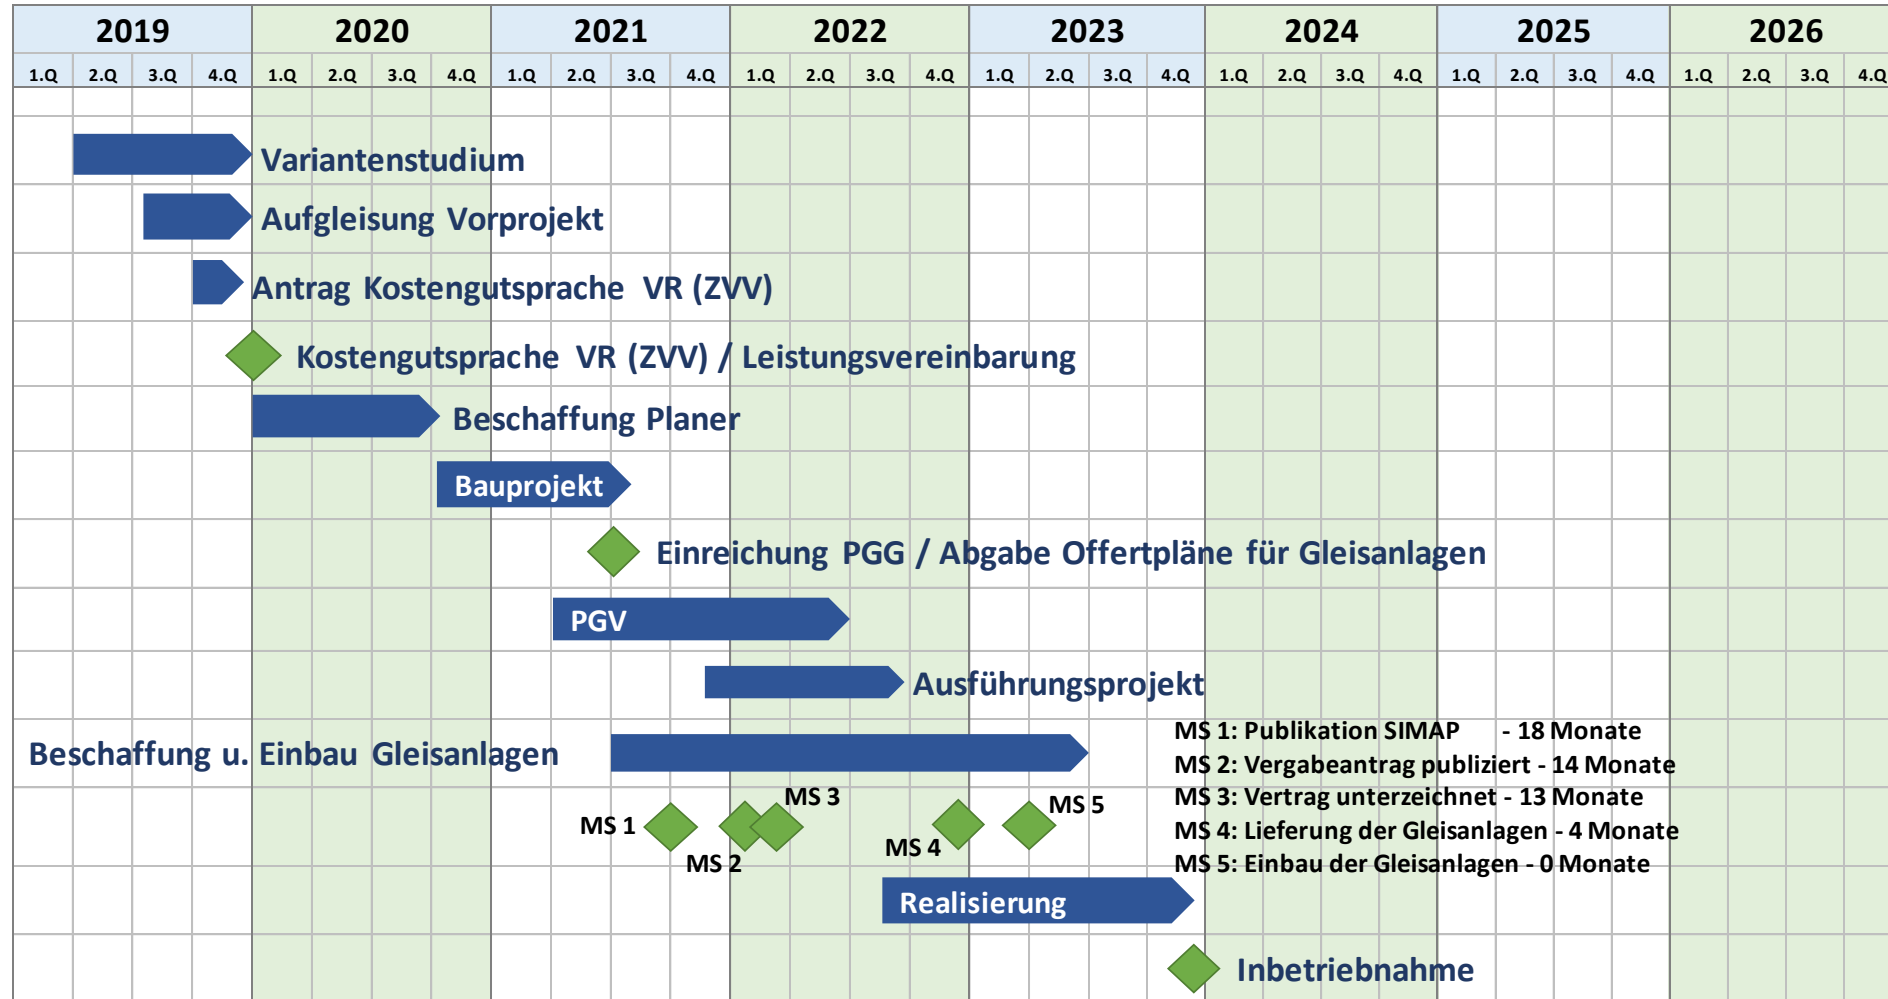 2019 2020 2021 2022 2023 2024 2025 2026
1.Q 2.Q 3.Q 4.Q 1.Q 2.Q 3.Q 4.Q 1.Q 2.Q 3.Q 4.Q 1.Q 2.Q 3.Q 4.Q 1.Q 2.Q 3.Q 4.Q 1.Q 2.Q 3.Q 4.Q 1.Q 2.Q 3.Q 4.Q 1.Q 2.Q 3.Q 4.Q
Variantenstudium
Aufgleisung Vorprojekt
Antrag Kostengutsprache VR (ZVV)
Kostengutsprache VR (ZVV) / Leistungsvereinbarung
Beschaffung Planer
Bauprojekt
Einreichung PGG / Abgabe Offertpläne für Gleisanlagen
PGV
Ausführungsprojekt
Beschaffung u. Einbau Gleisanlagen
MS 1
MS 2
MS 3
MS 4
MS 5
MS 1: Publikation SIMAP - 18 Monate
MS 2: Vergabeantrag publiziert - 14 Monate
MS 3: Vertrag unterzeichnet - 13 Monate
MS 4: Lieferung der Gleisanlagen - 4 Monate
MS 5: Einbau der Gleisanlagen - 0 Monate
Realisierung
Inbetriebnahme